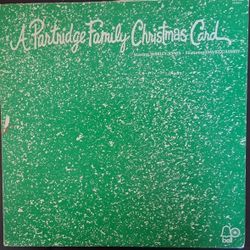 A Partridge Family Christmas Card
Starring SHIRLEY JONES · Featuring DAVID CASSIDY
bell